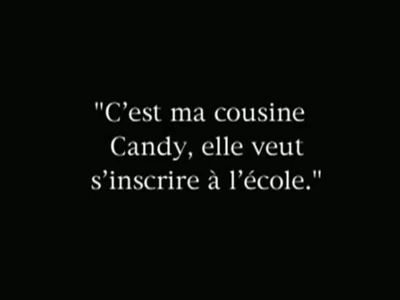 "C’est ma cousine
Candy, elle veut
s’inscrire à l’école."